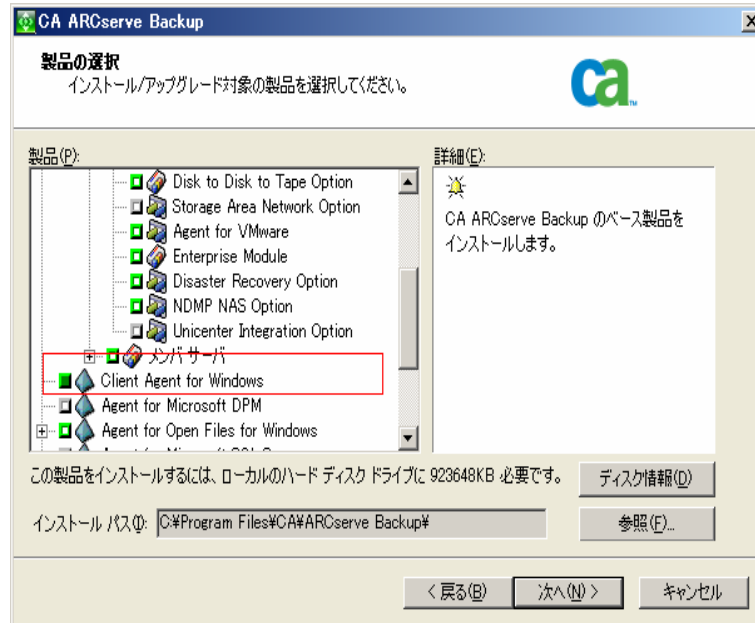 CA ARCserve Backup
製品の選択
インストール/アップグレード対象の製品を選択してください。
ca
製品(P):
Disk to Disk to Tape Option
Storage Area Network Option
Agent for VMware
Enterprise Module
Disaster Recovery Option
NDMP NAS Option
Unicenter Integration Option
メンバ サーバ
Client Agent for Windows
Agent for Microsoft DPM
Agent for Open Files for Windows
詳細(E):
CA ARCserve Backup のベース製品を
インストールします。
この製品をインストールするには、ローカルのハード ディスク ドライブに 923648KB 必要です。
ディスク情報(D)
インストール パス(I): C:¥Program Files¥CA¥ARCserve Backup¥
参照(F)...
< 戻る(B)
次へ(N) >
キャンセル